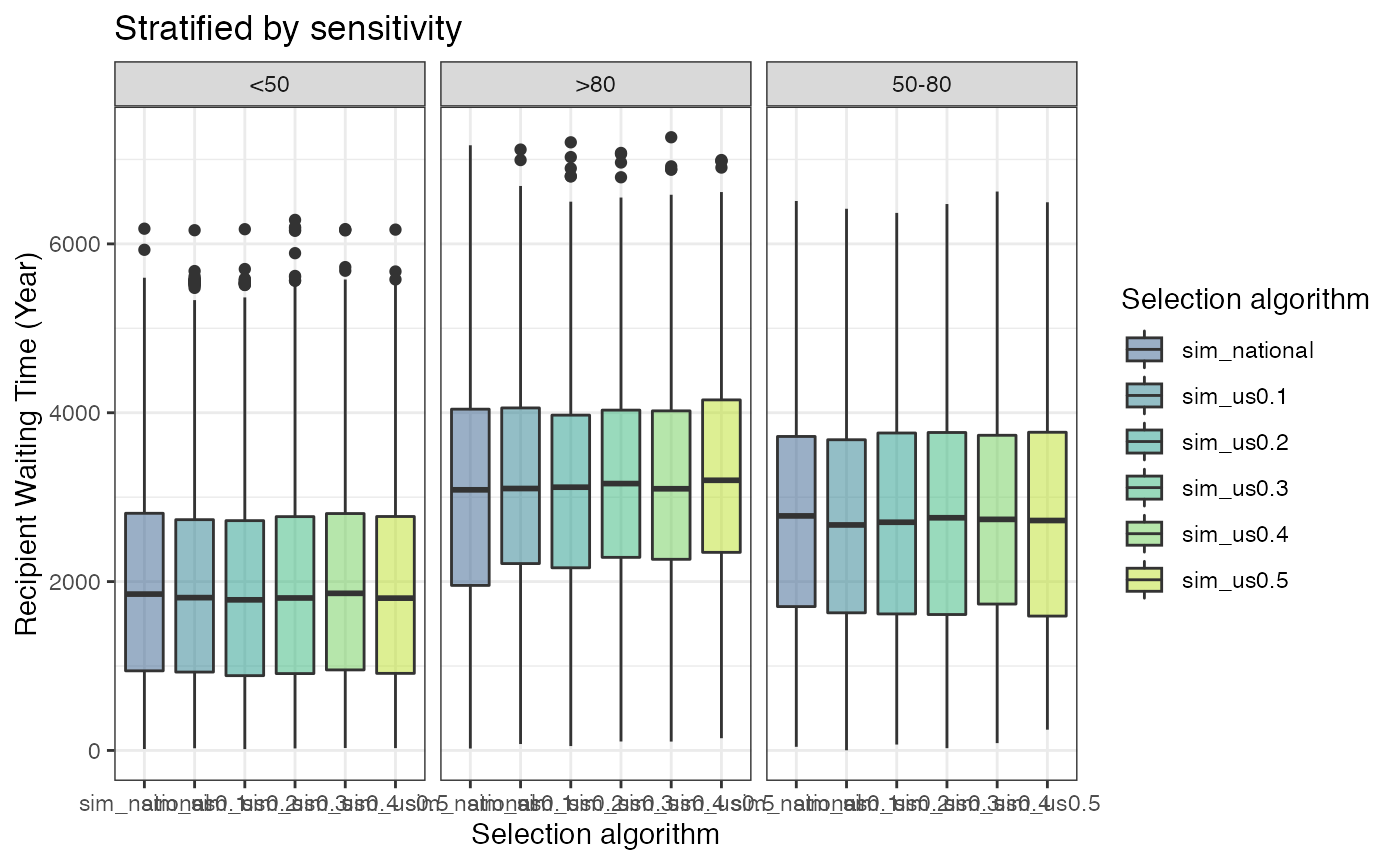 Stratified by sensitivity
<50
>80
50-80
Recipient Waiting Time (Year)
6000
4000
2000
0
Selection algorithm
Selection algorithm
sim_national
sim_us0.1
sim_us0.2
sim_us0.3
sim_us0.4
sim_us0.5